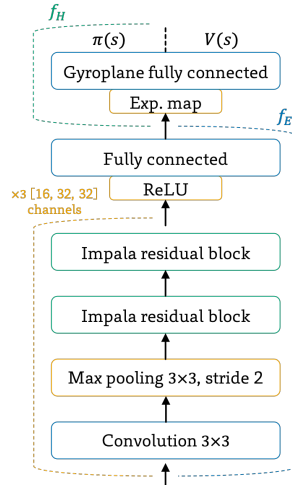 f_H
π(s) V(s)
Gyroplane fully connected
Exp. map
f_E
Fully connected
ReLU
×3 [16, 32, 32]
channels
Impala residual block
Impala residual block
Max pooling 3×3, stride 2
Convolution 3×3